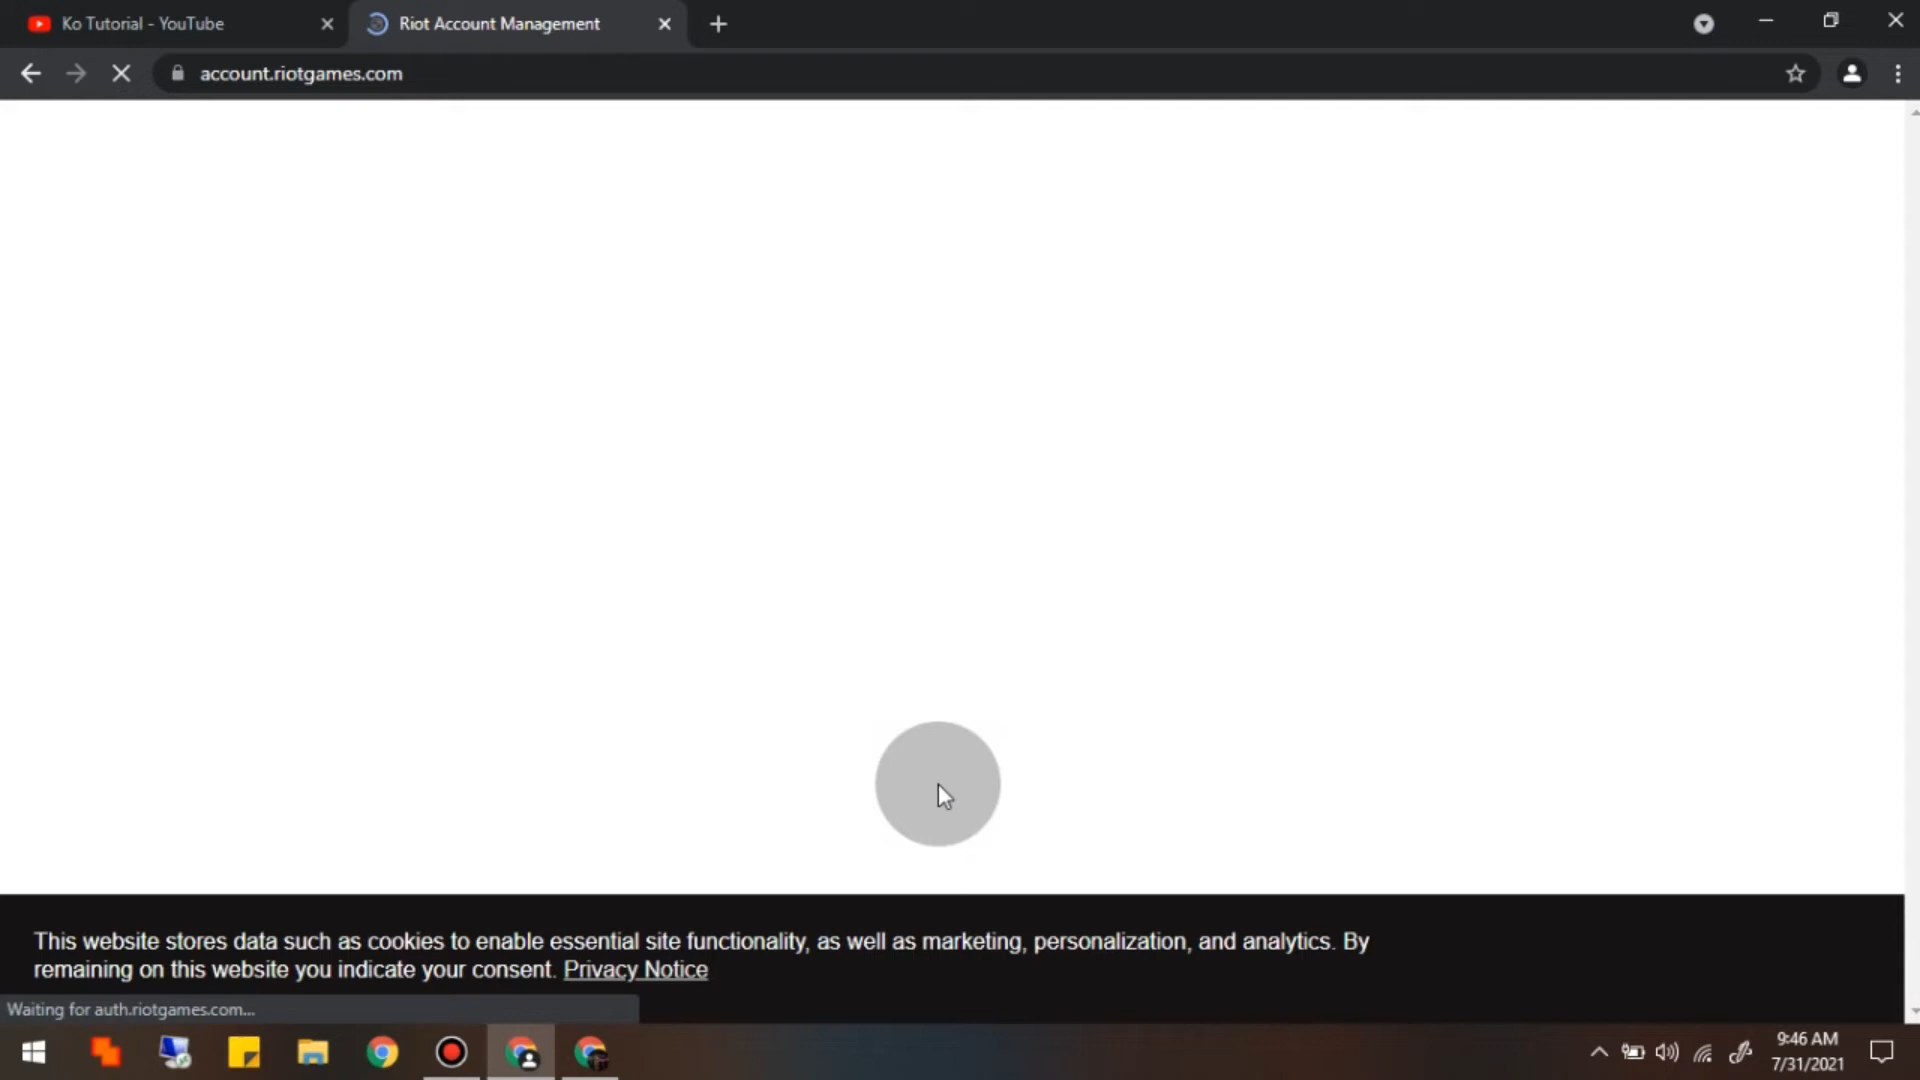 Ko Tutorial - YouTube
Riot Account Management
account.riotgames.com
This website stores data such as cookies to enable essential site functionality, as well as marketing, personalization, and analytics. By
remaining on this website you indicate your consent. Privacy Notice
Waiting for auth.riotgames.com...
9:46 AM
7/31/2021